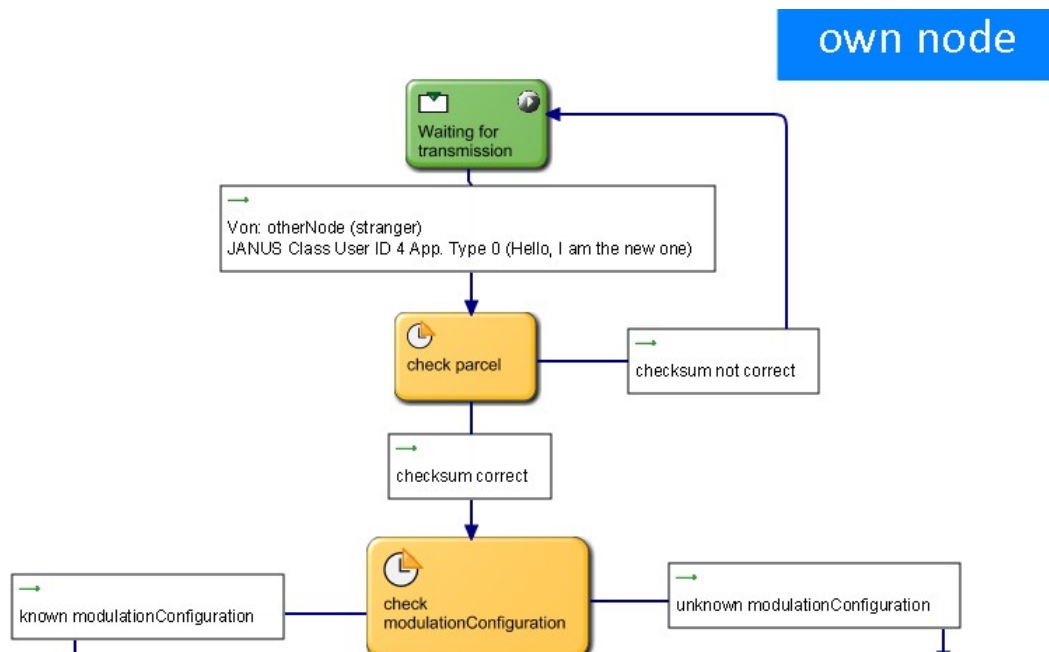 own node
Waiting for
transmission
Von: otherNode (stranger)
JANUS Class User ID 4 App. Type 0 (Hello, I am the new one)
check parcel
checksum not correct
checksum correct
check
modulationConfiguration
known modulationConfiguration
unknown modulationConfiguration